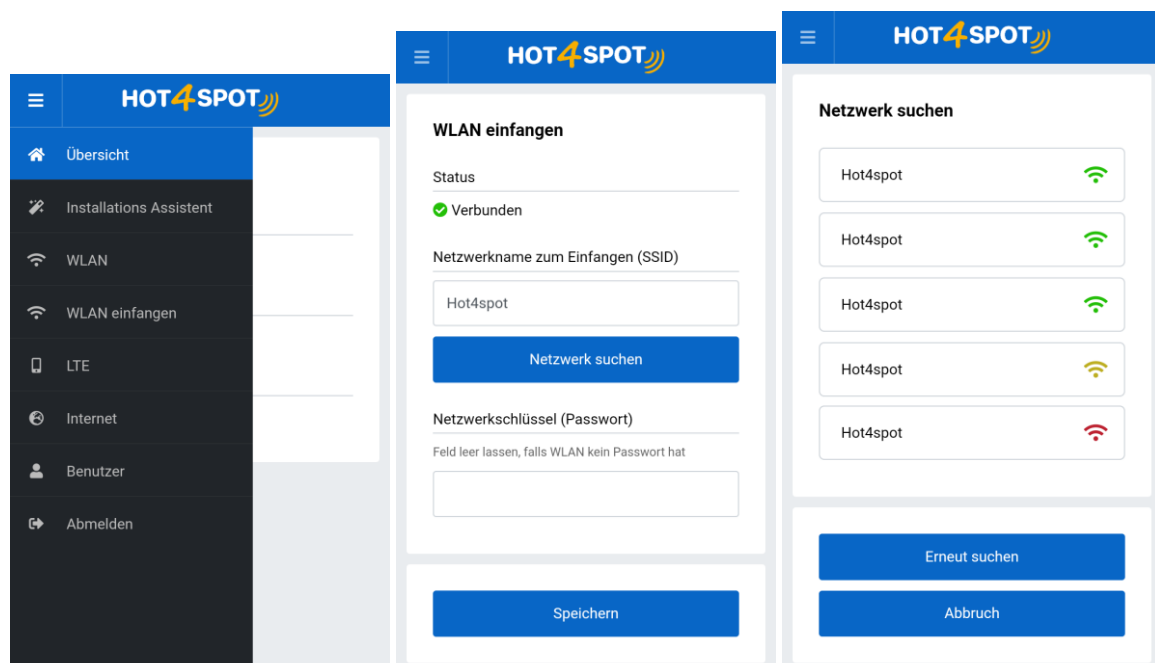 HOT4SPOT
Übersicht
Installations Assistent
WLAN
WLAN einfangen
LTE
Internet
Benutzer
Abmelden
HOT4SPOT
WLAN einfangen
Status
Verbunden
Netzwerkname zum Einfangen (SSID)
Hot4spot
Netzwerk suchen
Netzwerkschlüssel (Passwort)
Feld leer lassen, falls WLAN kein Passwort hat
Speichern
HOT4SPOT
Netzwerk suchen
Hot4spot
Hot4spot
Hot4spot
Hot4spot
Hot4spot
Erneut suchen
Abbruch